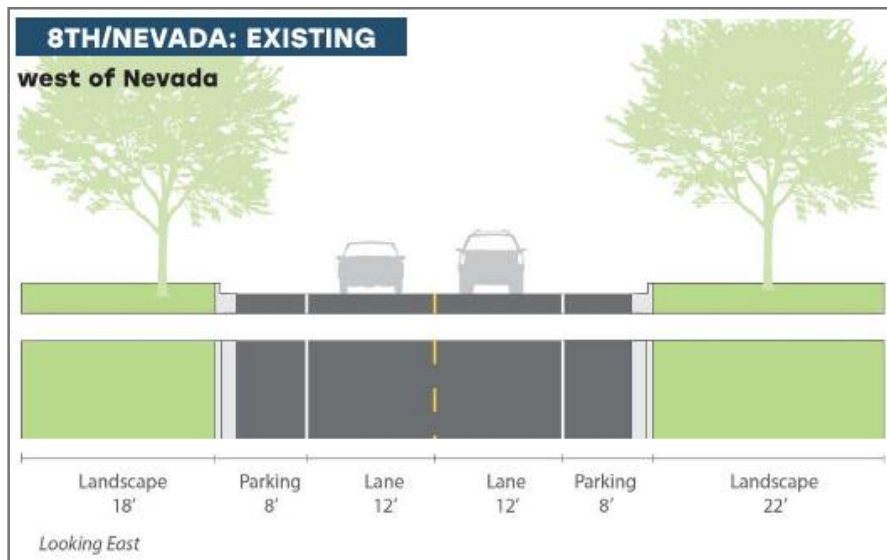 8TH/NEVADA: EXISTING
west of Nevada
Landscape Parking Lane Lane Parking Landscape
18’ 8’ 12’ 12’ 8’ 22’
Looking East